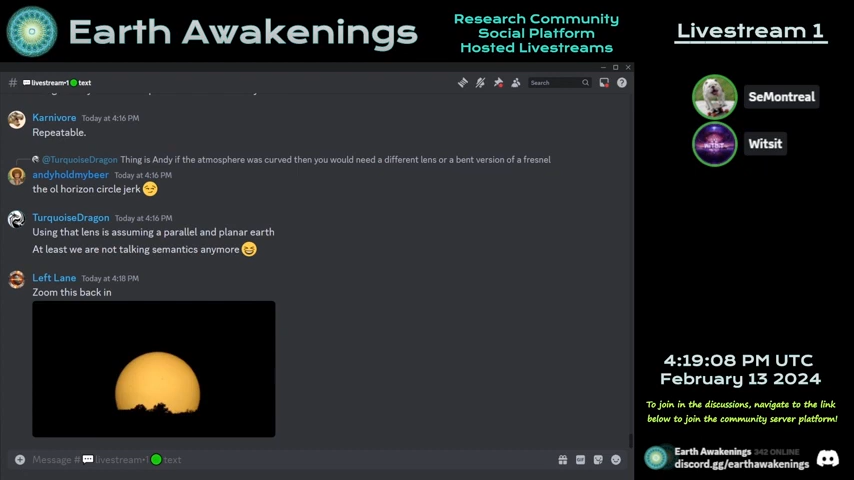 Earth Awakenings
Research Community
Social Platform
Hosted Livestreams
Livestream 1
# livestream•1 text
Search
Karnivore Today at 4:16 PM
Repeatable.
@TurquoiseDragon Thing is Andy if the atmosphere was curved then you would need a different lens or a bent version of a fresnel
andyholdmybeer Today at 4:16 PM
the ol horizon circle jerk 😏
TurquoiseDragon Today at 4:16 PM
Using that lens is assuming a parallel and planar earth
At least we are not talking semantics anymore 😆
Left Lane Today at 4:18 PM
Zoom this back in
Message # livestream•1 text
GIF
SeMontreal
Witsit
4:19:08 PM UTC
February 13 2024
To join in the discussions, navigate to the link
below to join the community server platform!
Earth Awakenings 342 ONLINE
discord.gg/earthawakenings